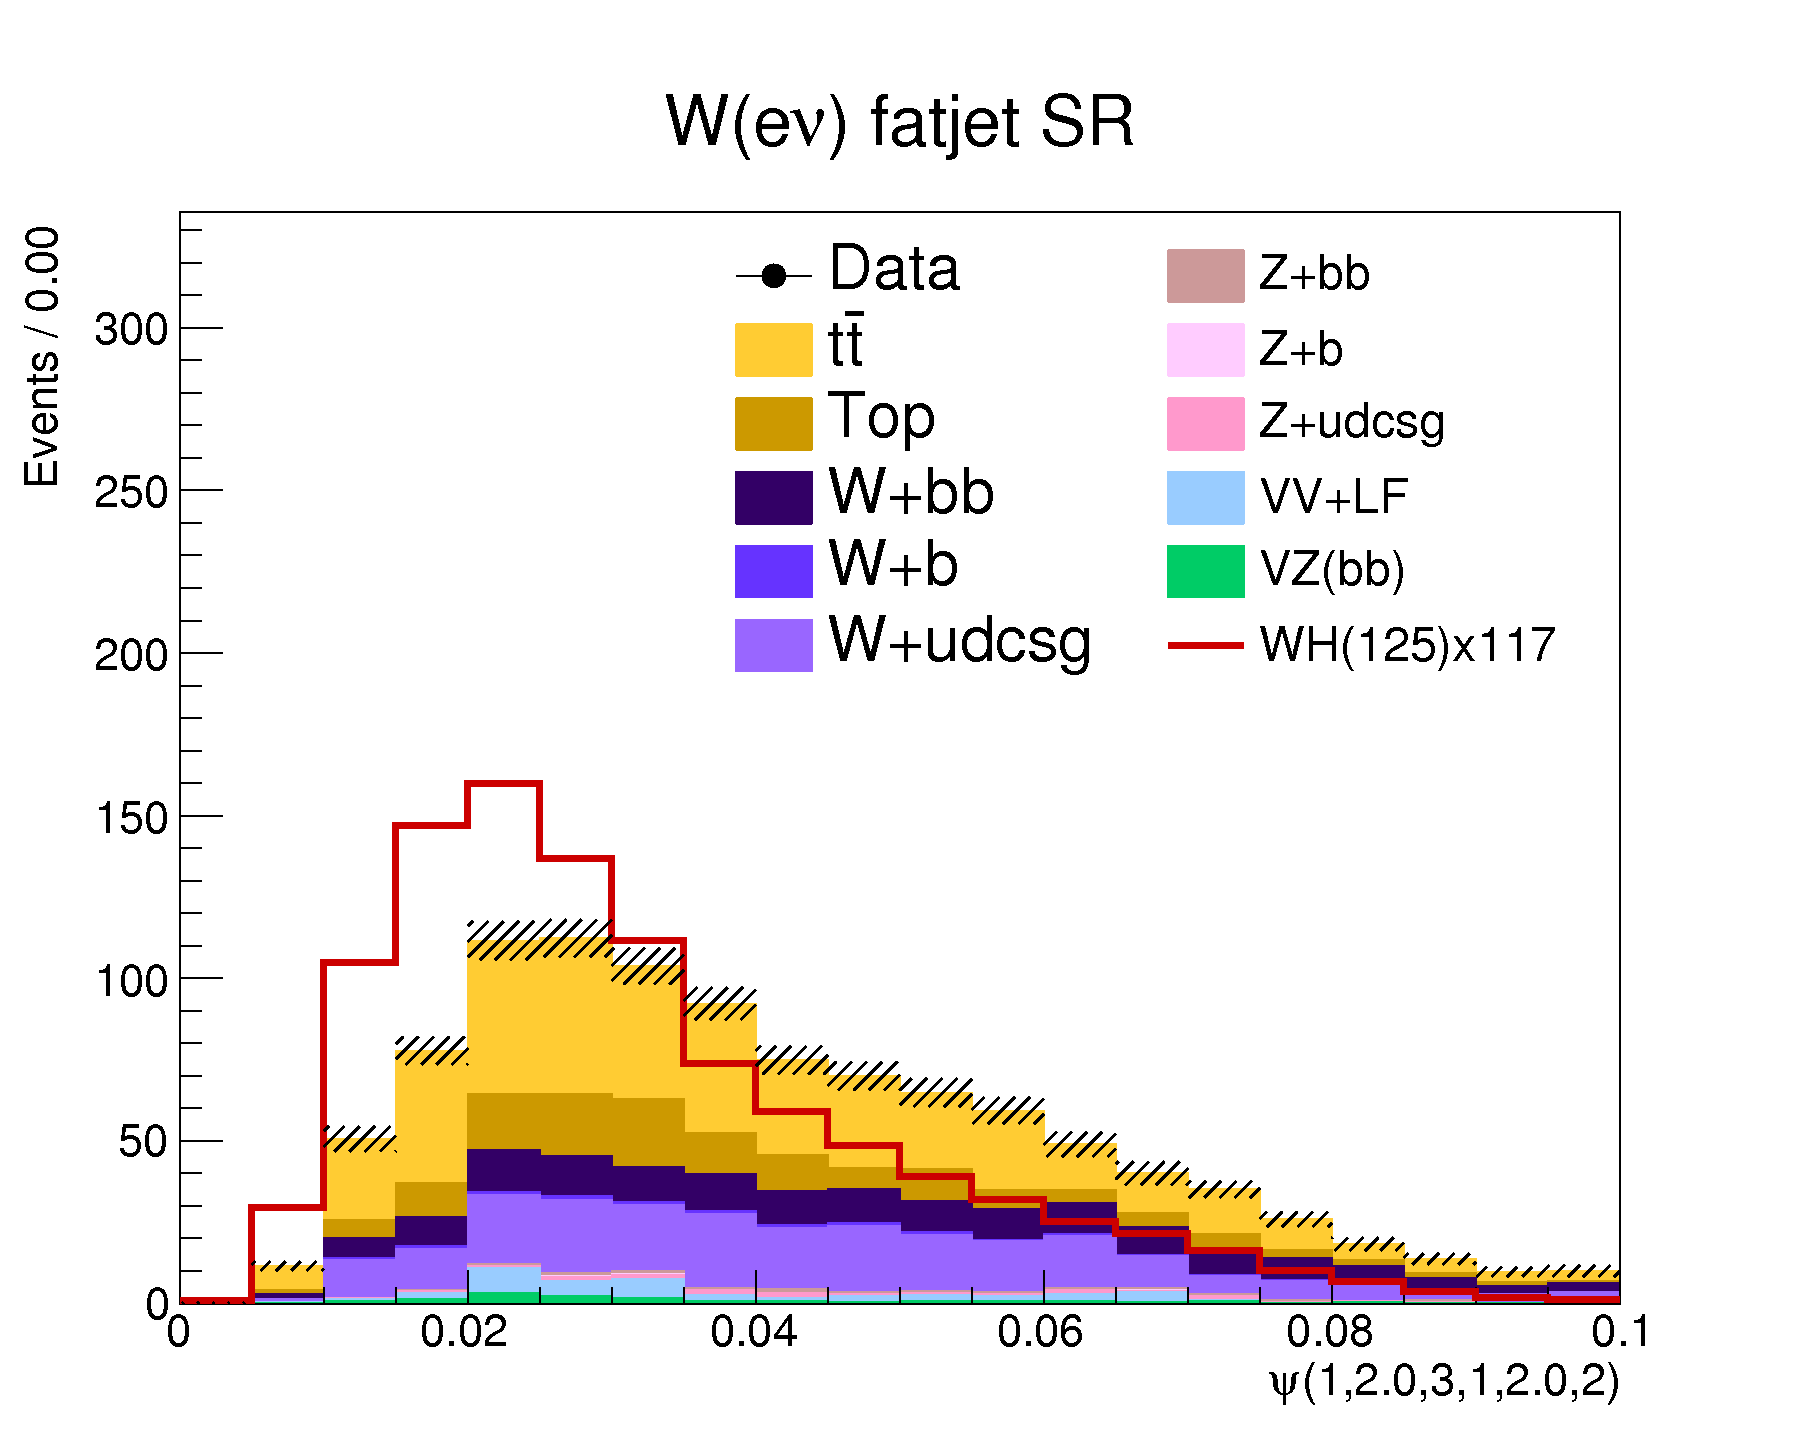 W(eν) fatjet SR
Events / 0.00
Data
tt̄
Top
W+bb
W+b
W+udcsg
Z+bb
Z+b
Z+udcsg
VV+LF
VZ(bb)
WH(125)x117
300
250
200
150
100
50
0
0 0.02 0.04 0.06 0.08 0.1
ψ(1,2.0,3,1,2.0,2)